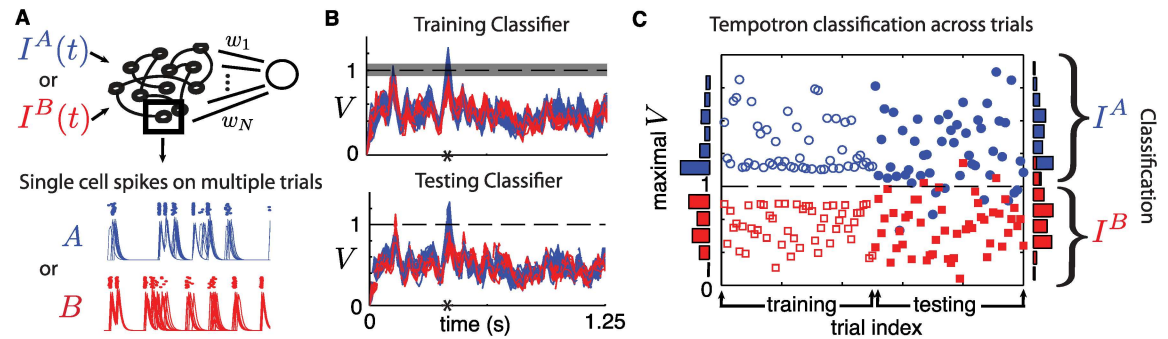 A
I^A(t)
or
I^B(t)
w_1
w_N
Single cell spikes on multiple trials
A
or
B
B
Training Classifier
1
V
0
*
Testing Classifier
1
V
0
*
0
time (s)
1.25
C
Tempotron classification across trials
maximal V
1
0
training
testing
trial index
I^A
I^B
Classification